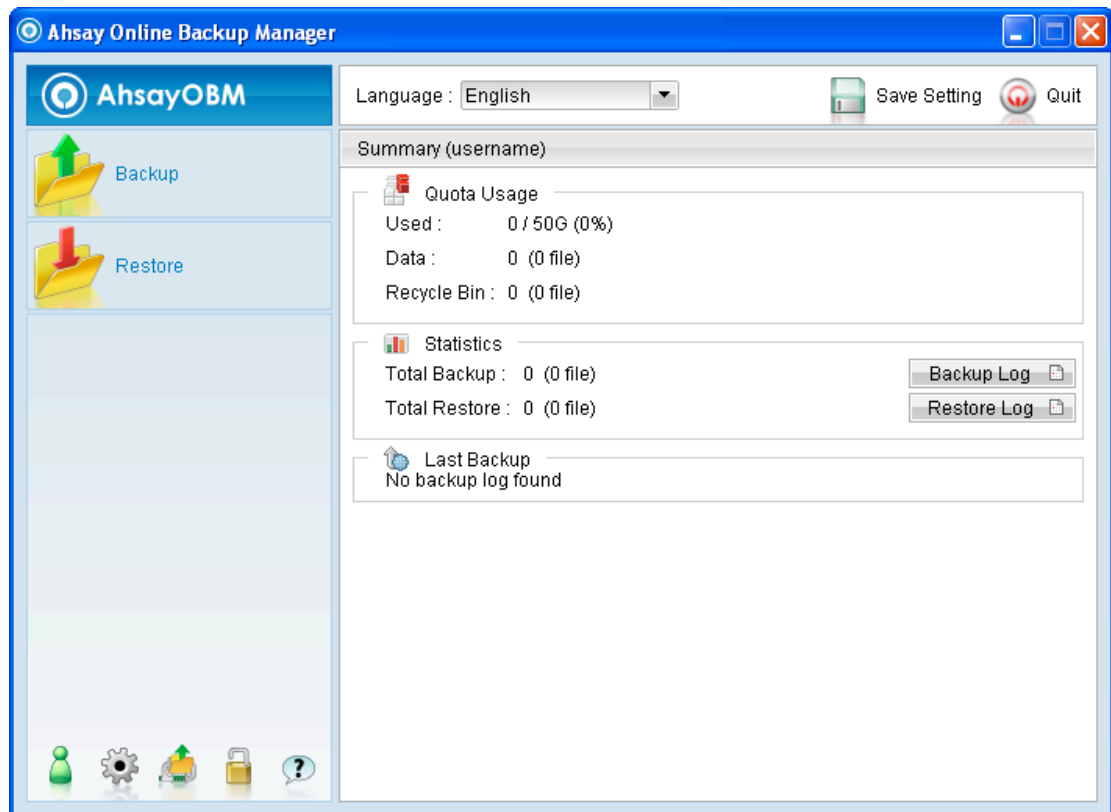 Ahsay Online Backup Manager
AhsayOBM
Language : English
Save Setting
Quit
Backup
Restore
Summary (username)
Quota Usage
Used : 0 / 50G (0%)
Data : 0 (0 file)
Recycle Bin : 0 (0 file)
Statistics
Total Backup : 0 (0 file)
Backup Log
Total Restore : 0 (0 file)
Restore Log
Last Backup
No backup log found
?